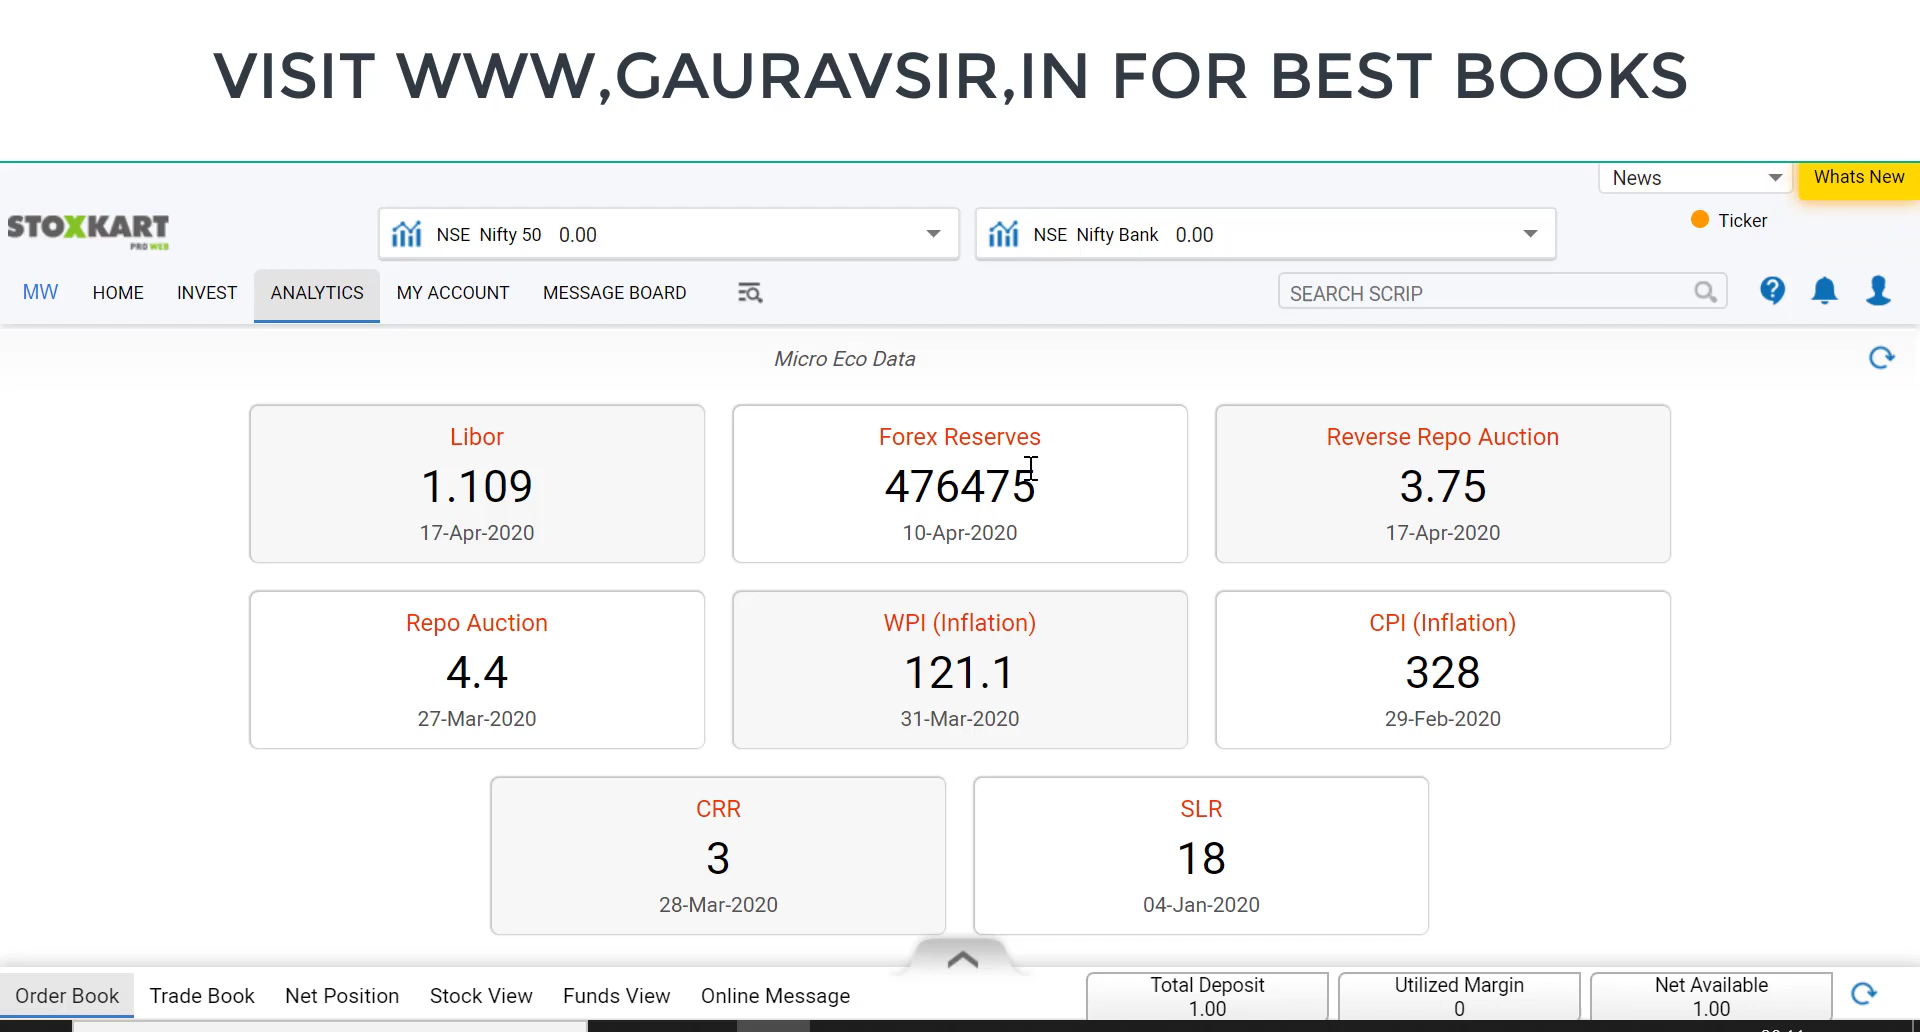 VISIT WWW,GAURAVSIR,IN FOR BEST BOOKS
News
Whats New
STOXKART
PRO WEB
NSE Nifty 50 0.00
NSE Nifty Bank 0.00
Ticker
MW HOME INVEST ANALYTICS MY ACCOUNT MESSAGE BOARD
SEARCH SCRIP
Micro Eco Data
Libor
1.109
17-Apr-2020
Forex Reserves
476475
10-Apr-2020
Reverse Repo Auction
3.75
17-Apr-2020
Repo Auction
4.4
27-Mar-2020
WPI (Inflation)
121.1
31-Mar-2020
CPI (Inflation)
328
29-Feb-2020
CRR
3
28-Mar-2020
SLR
18
04-Jan-2020
Order Book Trade Book Net Position Stock View Funds View Online Message
Total Deposit
1.00
Utilized Margin
0
Net Available
1.00